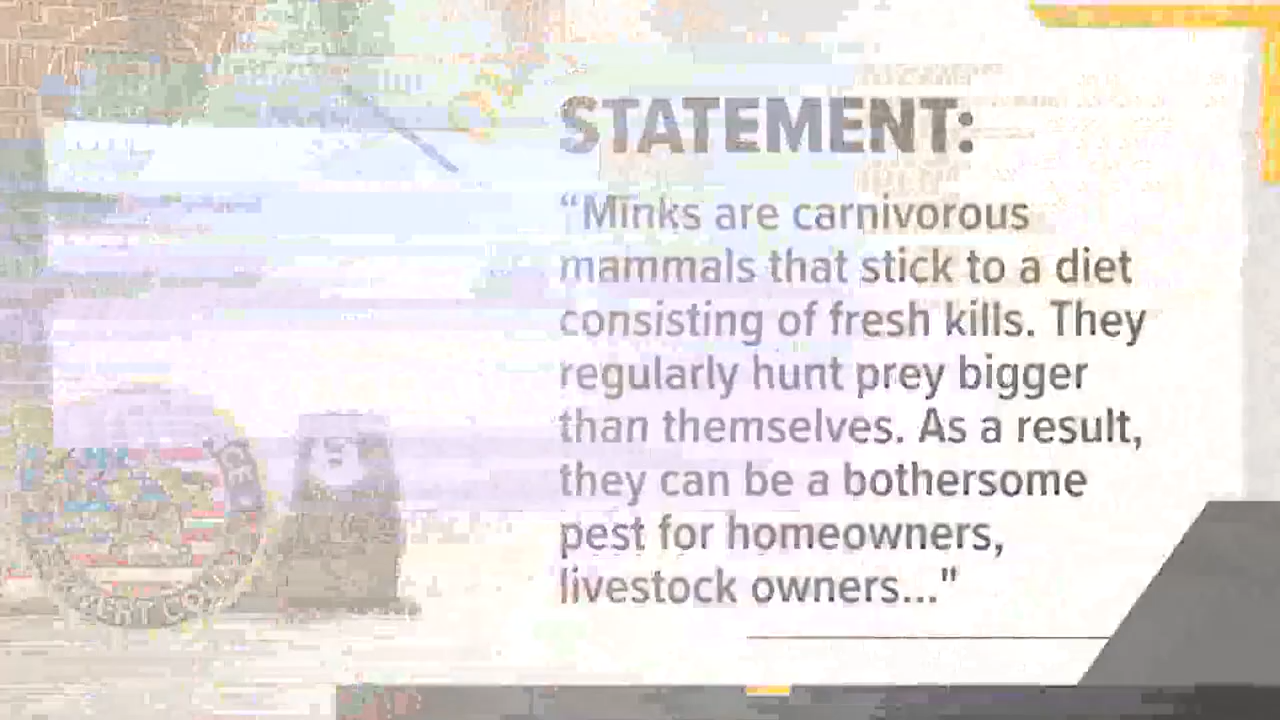 STATEMENT:
“Minks are carnivorous
mammals that stick to a diet
consisting of fresh kills. They
regularly hunt prey bigger
than themselves. As a result,
they can be a bothersome
pest for homeowners,
livestock owners..."